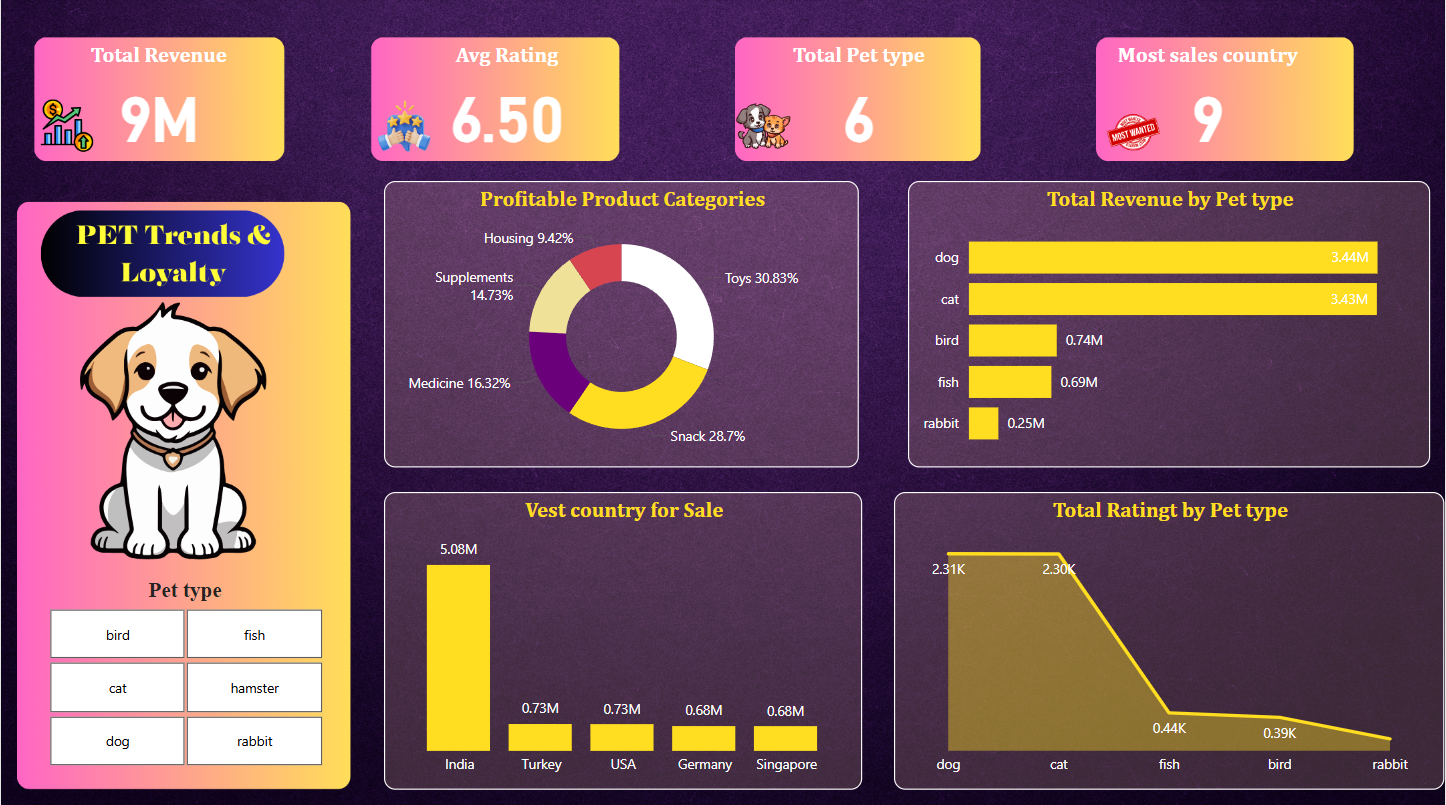 Total Revenue
9M
Avg Rating
6.50
Total Pet type
6
Most sales country
MOST WANTED
9
PET Trends &
Loyalty
Pet type
bird
fish
cat
hamster
dog
rabbit
Profitable Product Categories
Housing 9.42%
Toys 30.83%
Supplements
14.73%
Medicine 16.32%
Snack 28.7%
Total Revenue by Pet type
dog
3.44M
cat
3.43M
bird
0.74M
fish
0.69M
rabbit
0.25M
Vest country for Sale
5.08M
0.73M
0.73M
0.68M
0.68M
India
Turkey
USA
Germany
Singapore
Total Ratingt by Pet type
2.31K
2.30K
0.44K
0.39K
dog
cat
fish
bird
rabbit